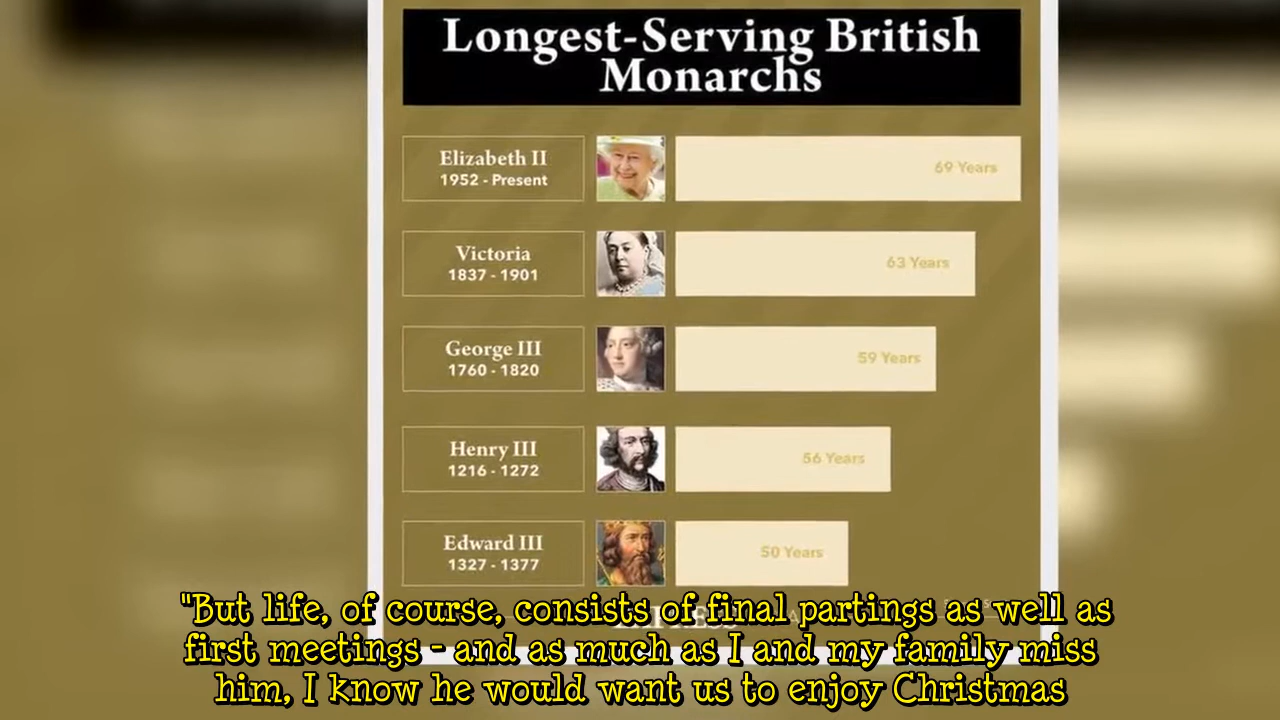 Longest-Serving British
Monarchs
Elizabeth II
1952 - Present
69 Years
Victoria
1837 - 1901
63 Years
George III
1760 - 1820
59 Years
Henry III
1216 - 1272
56 Years
Edward III
1327 - 1377
50 Years
"But life, of course, consists of final partings as well as
first meetings - and as much as I and my family miss
him, I know he would want us to enjoy Christmas